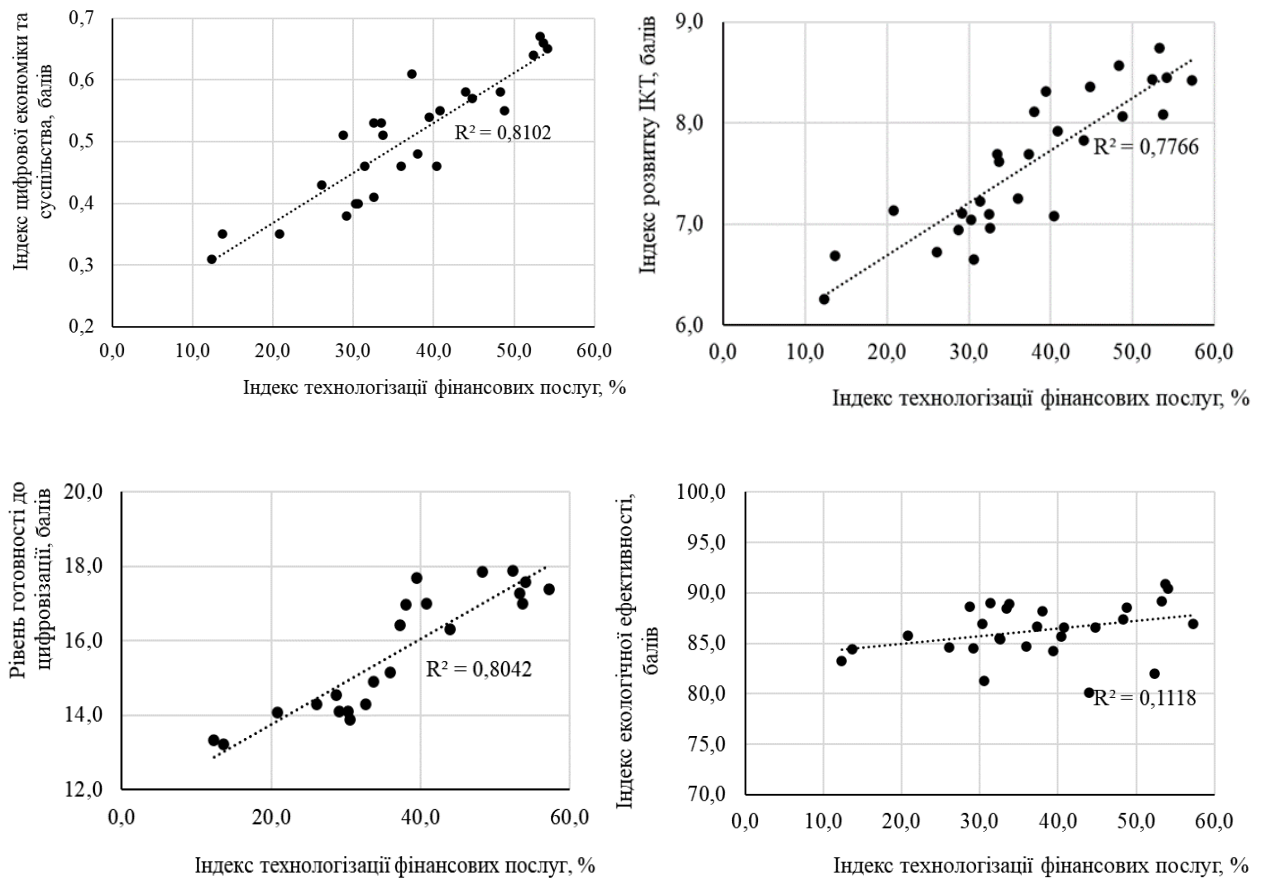 Індекс цифрової економіки та
суспільства, балів
0,7
0,6
0,5
0,4
0,3
0,2
R² = 0,8102
0,0 10,0 20,0 30,0 40,0 50,0 60,0
Індекс технологізації фінансових послуг, %
Індекс розвитку ІКТ, балів
9,0
8,0
7,0
6,0
R² = 0,7766
0,0 10,0 20,0 30,0 40,0 50,0 60,0
Індекс технологізації фінансових послуг, %
Рівень готовності до
цифровізації, балів
20,0
18,0
16,0
14,0
12,0
R² = 0,8042
0,0 20,0 40,0 60,0
Індекс технологізації фінансових послуг, %
Індекс екологічної ефективності,
балів
100,0
95,0
90,0
85,0
80,0
75,0
70,0
R² = 0,1118
0,0 10,0 20,0 30,0 40,0 50,0 60,0
Індекс технологізації фінансових послуг, %